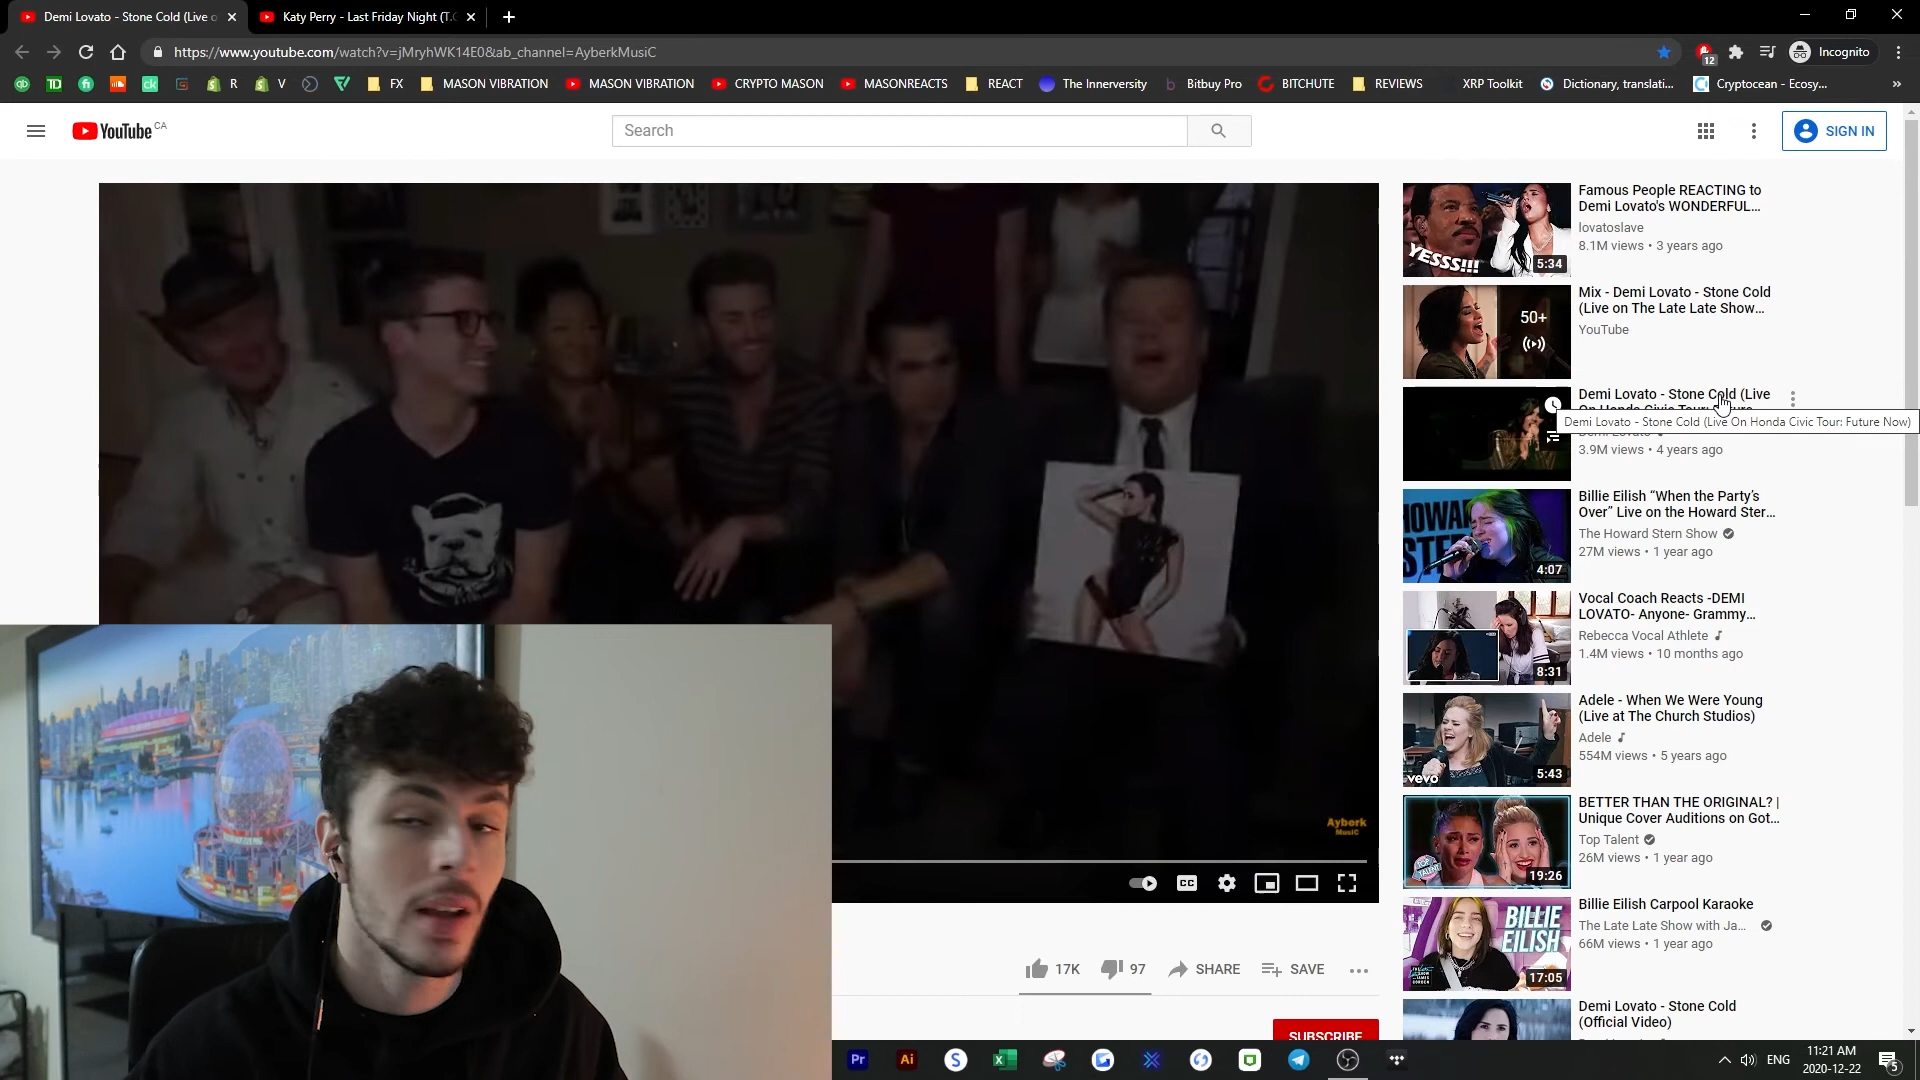 Demi Lovato - Stone Cold (Live o
Katy Perry - Last Friday Night (T.G
https://www.youtube.com/watch?v=jMryhWK14E0&ab_channel=AyberkMusiC
12
Incognito
R
V
FX
MASON VIBRATION
MASON VIBRATION
CRYPTO MASON
MASONREACTS
REACT
The Innerversity
Bitbuy Pro
BITCHUTE
REVIEWS
XRP Toolkit
Dictionary, translati...
Cryptocean - Ecosy...
YouTube CA
Search
SIGN IN
Famous People REACTING to
Demi Lovato's WONDERFUL...
lovatoslave
8.1M views • 3 years ago
YESSS!!!
5:34
Mix - Demi Lovato - Stone Cold
(Live on The Late Late Show...
YouTube
50+
Demi Lovato - Stone Cold (Live
Demi Lovato - Stone Cold (Live On Honda Civic Tour: Future Now)
3.9M views • 4 years ago
Billie Eilish “When the Party’s
Over” Live on the Howard Ster...
The Howard Stern Show
27M views • 1 year ago
4:07
Vocal Coach Reacts -DEMI
LOVATO- Anyone- Grammy...
Rebecca Vocal Athlete
1.4M views • 10 months ago
8:31
Adele - When We Were Young
(Live at The Church Studios)
Adele
554M views • 5 years ago
vevo
5:43
BETTER THAN THE ORIGINAL? |
Unique Cover Auditions on Got...
Top Talent
26M views • 1 year ago
19:26
Billie Eilish Carpool Karaoke
The Late Late Show with Ja...
66M views • 1 year ago
BILLIE
EILISH
17:05
Demi Lovato - Stone Cold
(Official Video)
Ayberk
MusiC
CC
17K
97
SHARE
SAVE
SUBSCRIBE
Pr
Ai
S
ENG
11:21 AM
2020-12-22
5